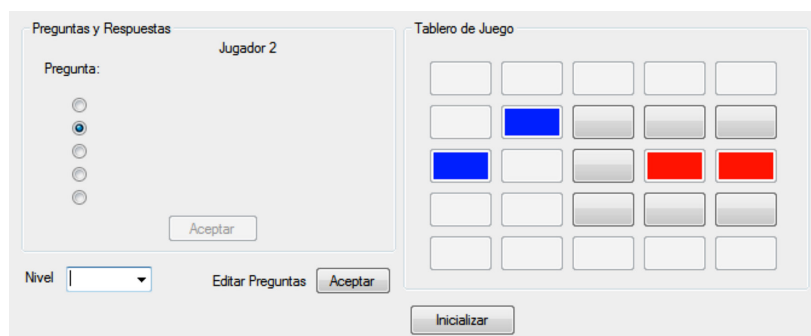 Preguntas y Respuestas
Jugador 2
Pregunta:
Aceptar
Nivel
Editar Preguntas
Aceptar
Tablero de Juego
Inicializar